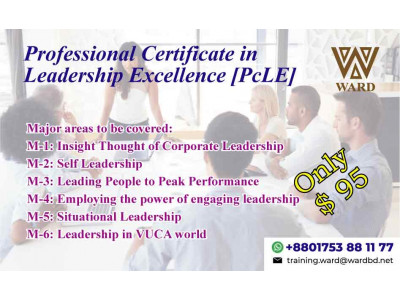 Professional Certificate in
Leadership Excellence [PcLE]
WARD
Major areas to be covered:
M-1: Insight Thought of Corporate Leadership
M-2: Self Leadership
M-3: Leading People to Peak Performance
M-4: Employing the power of engaging leadership
M-5: Situational Leadership
M-6: Leadership in VUCA world
Only
$ 95
+8801753 88 11 77
training.ward@wardbd.net